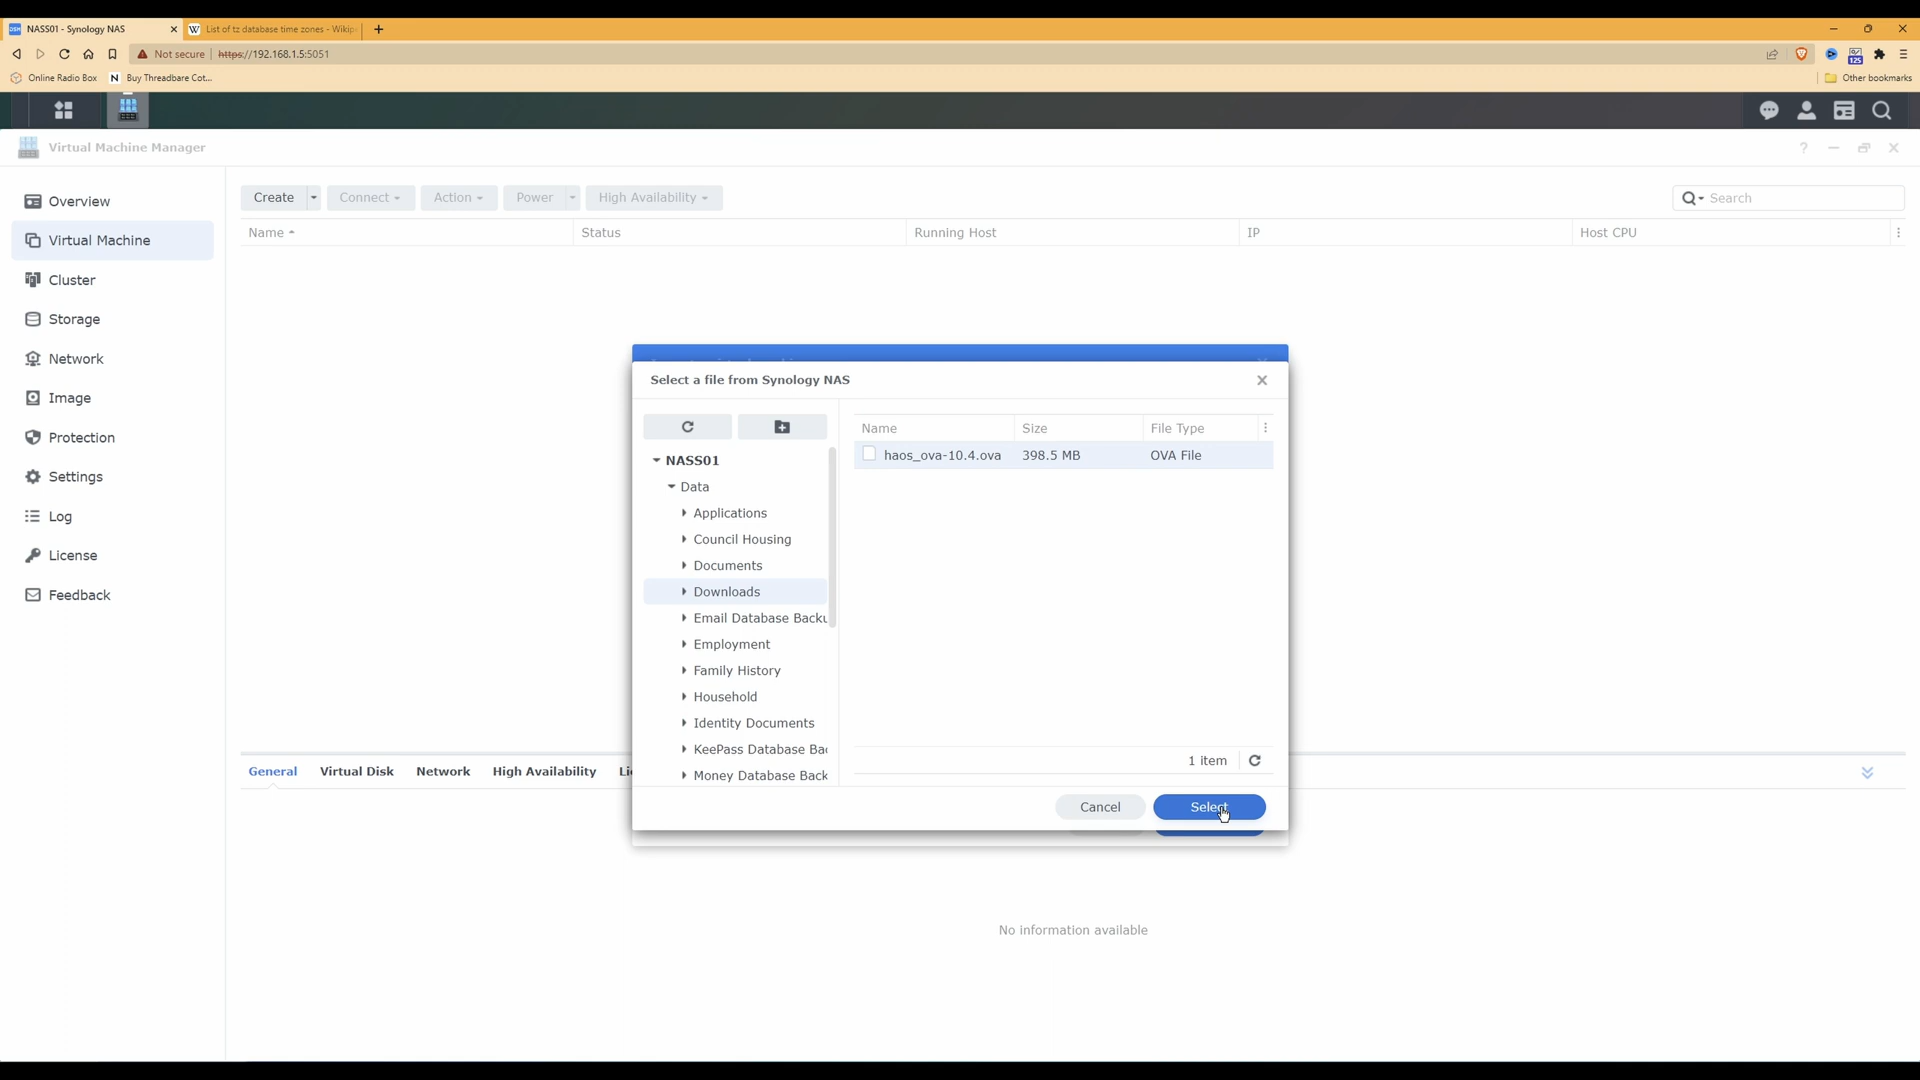 NASS01 - Synology NAS
List of tz database time zones - Wikip
Not secure https://192.168.1.5:5051
125
Online Radio Box
Buy Threadbare Cot...
Other bookmarks
Virtual Machine Manager
Overview
Virtual Machine
Cluster
Storage
Network
Image
Protection
Settings
Log
License
Feedback
Create Connect Action Power High Availability
Search
Name Status Running Host IP Host CPU
Select a file from Synology NAS
NASS01
Data
Applications
Council Housing
Documents
Downloads
Email Database Backu
Employment
Family History
Household
Identity Documents
KeePass Database Bac
Money Database Back
Name Size File Type
haos_ova-10.4.ova 398.5 MB OVA File
1 item
Cancel Select
General Virtual Disk Network High Availability Li
No information available